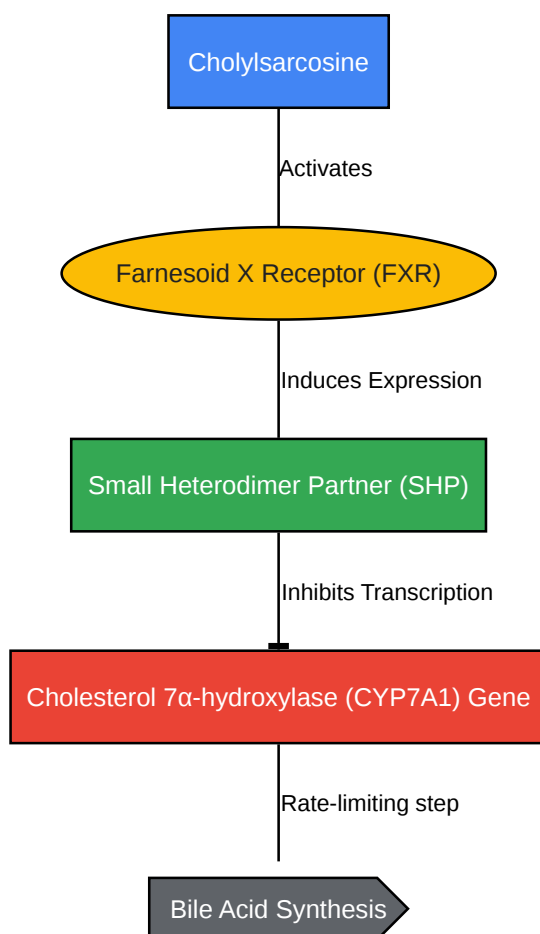 Cholylsarcosine
Activates
Farnesoid X Receptor (FXR)
Induces Expression
Small Heterodimer Partner (SHP)
Inhibits Transcription
Cholesterol 7α-hydroxylase (CYP7A1) Gene
Rate-limiting step
Bile Acid Synthesis